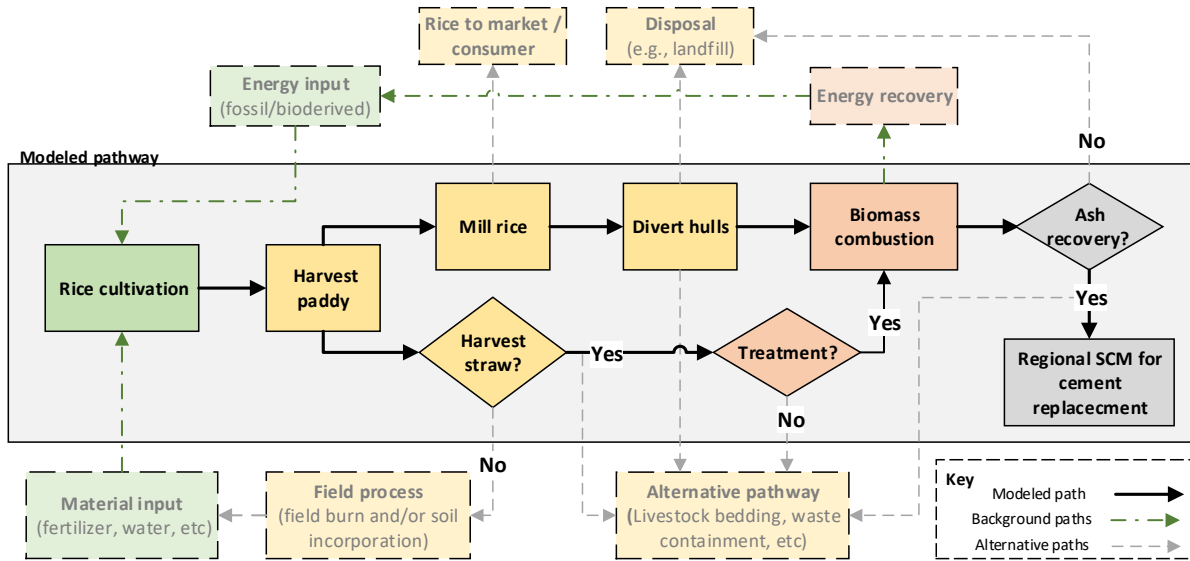 Rice to market /
consumer
Disposal
(e.g., landfill)
Energy input
(fossil/bioderived)
Energy recovery
No
Modeled pathway
Mill rice
Divert hulls
Biomass
combustion
Ash
recovery?
Rice cultivation
Harvest
paddy
Yes
Harvest
straw?
Yes
Treatment?
Yes
Regional SCM for
cement
replacecment
No
No
Material input
(fertilizer, water, etc)
Field process
(field burn and/or soil
incorporation)
Alternative pathway
(Livestock bedding, waste
containment, etc)
Key
Modeled path
Background paths
Alternative paths